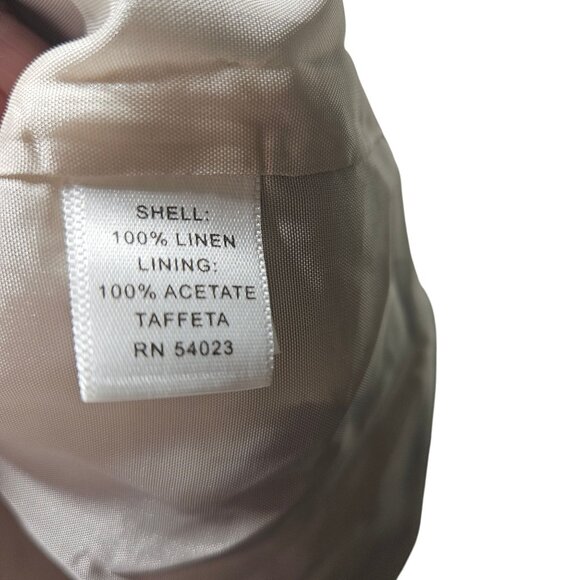 SHELL:
100% LINEN
LINING:
100% ACETATE
TAFFETA
RN 54023